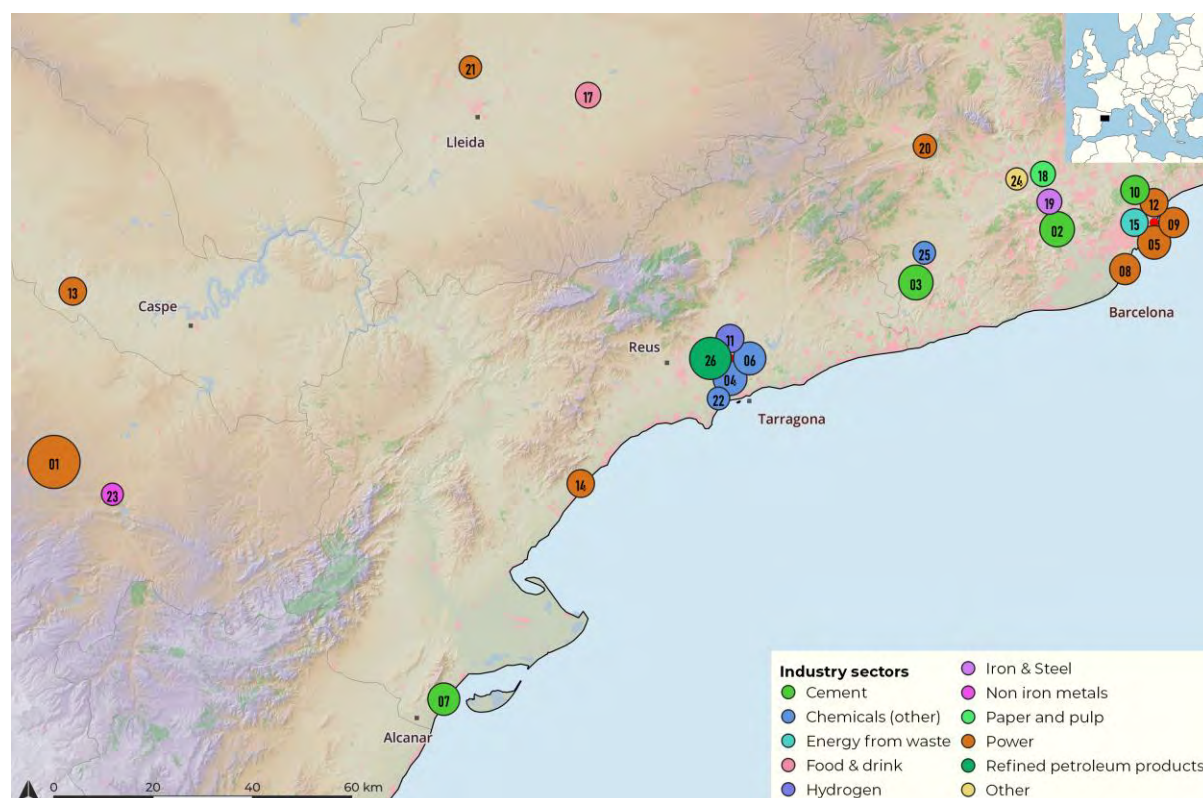 21
17
Lleida
20
24
18
10
12
19
02
15
09
05
25
03
08
13
Caspe
Barcelona
11
Reus
26
06
04
22
Tarragona
01
23
14
07
Alcanar
Industry sectors
Cement
Chemicals (other)
Energy from waste
Food & drink
Hydrogen
Iron & Steel
Non iron metals
Paper and pulp
Power
Refined petroleum products
Other
0 20 40 60 km